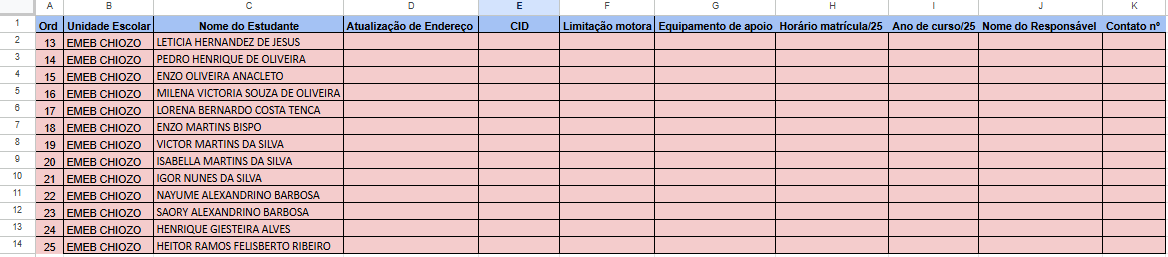 A B C D E F G H I J K
1 Ord Unidade Escolar Nome do Estudante Atualização de Endereço CID Limitação motora Equipamento de apoio Horário matrícula/25 Ano de curso/25 Nome do Responsável Contato nº
2 13 EMEB CHIOZO LETICIA HERNANDEZ DE JESUS
3 14 EMEB CHIOZO PEDRO HENRIQUE DE OLIVEIRA
4 15 EMEB CHIOZO ENZO OLIVEIRA ANACLETO
5 16 EMEB CHIOZO MILENA VICTORIA SOUZA DE OLIVEIRA
6 17 EMEB CHIOZO LORENA BERNARDO COSTA TENCA
7 18 EMEB CHIOZO ENZO MARTINS BISPO
8 19 EMEB CHIOZO VICTOR MARTINS DA SILVA
9 20 EMEB CHIOZO ISABELLA MARTINS DA SILVA
10 21 EMEB CHIOZO IGOR NUNES DA SILVA
11 22 EMEB CHIOZO NAYUME ALEXANDRINO BARBOSA
12 23 EMEB CHIOZO SAORY ALEXANDRINO BARBOSA
13 24 EMEB CHIOZO HENRIQUE GIESTEIRA ALVES
14 25 EMEB CHIOZO HEITOR RAMOS FELISBERTO RIBEIRO